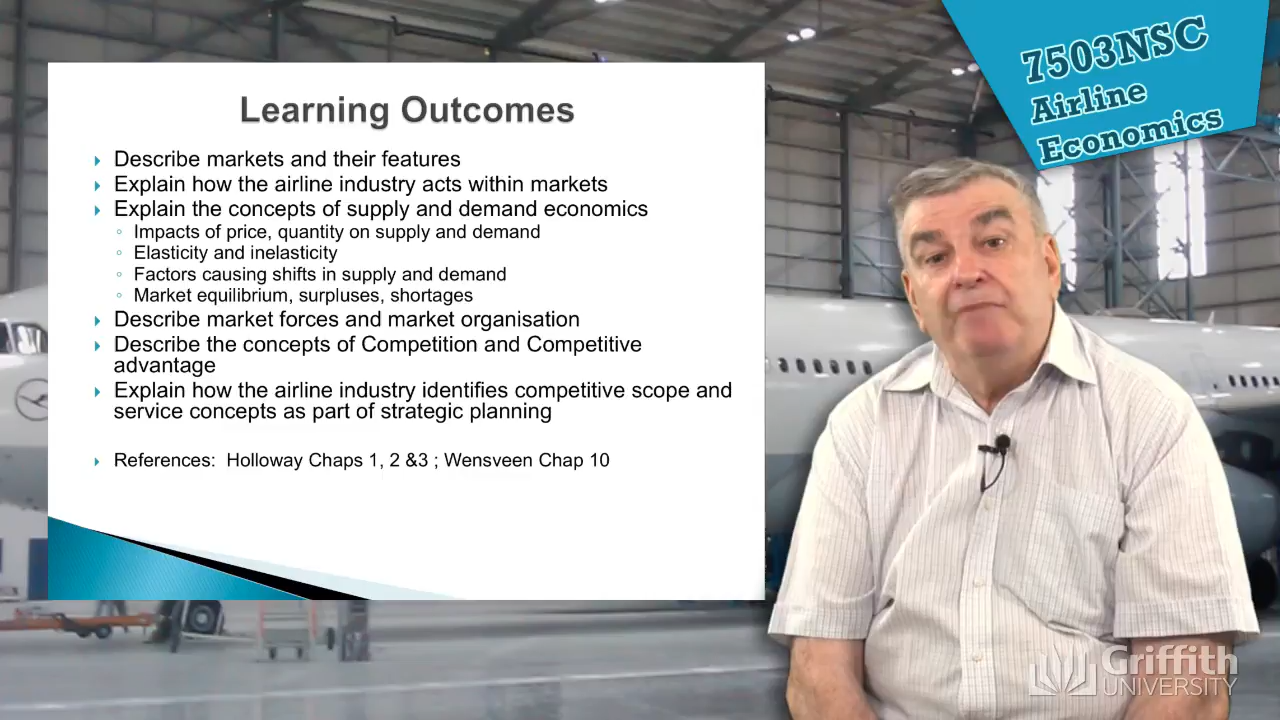 Learning Outcomes
Describe markets and their features
Explain how the airline industry acts within markets
Explain the concepts of supply and demand economics
Impacts of price, quantity on supply and demand
Elasticity and inelasticity
Factors causing shifts in supply and demand
Market equilibrium, surpluses, shortages
Describe market forces and market organisation
Describe the concepts of Competition and Competitive
advantage
Explain how the airline industry identifies competitive scope and
service concepts as part of strategic planning
References: Holloway Chaps 1, 2 &3 ; Wensveen Chap 10
7503NSC
Airline
Economics
Griffith
UNIVERSITY